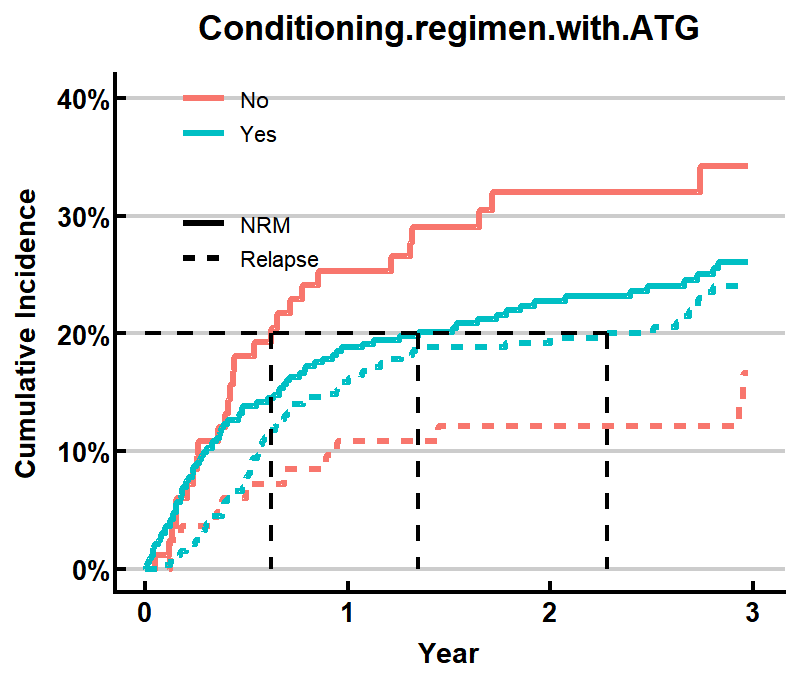 Conditioning.regimen.with.ATG
Cumulative Incidence
40%
30%
20%
10%
0%
No
Yes
NRM
Relapse
0 1 2 3
Year